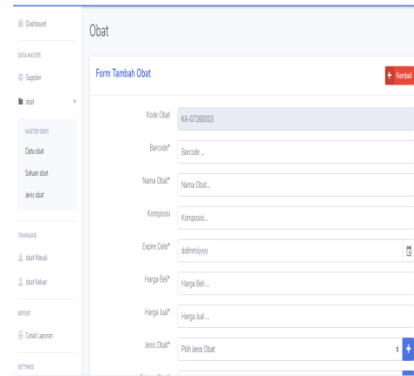 Dashboard
Obat
DATA MASTER
Supplier
obat
MASTER OBAT
Data obat
Satuan obat
Jenis obat
TRANSAKSI
obat Masuk
obat Keluar
REPORT
Cetak Laporan
SETTINGS
Form Tambah Obat
Kembali
Kode Obat
KA-07260003
Barcode*
Barcode ...
Nama Obat*
Nama Obat...
Komposisi
Komposisi...
Expire Date*
dd/mm/yyyy
Harga Beli*
Harga Beli ...
Harga Jual*
Harga Jual ...
Jenis Obat*
Pilih Jenis Obat